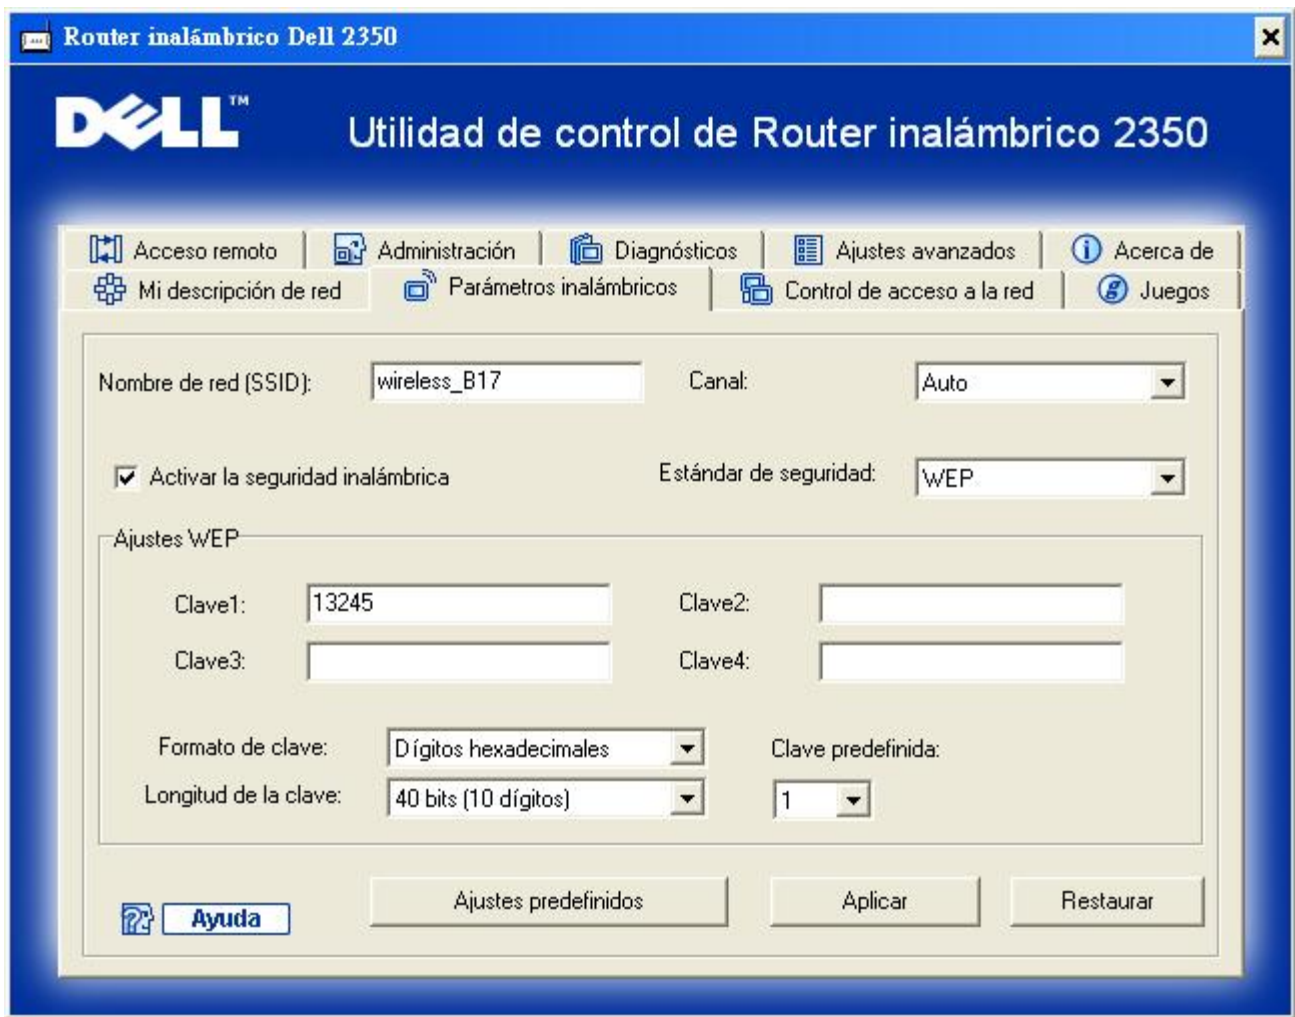 Router inalámbrico Dell 2350
DELL™
Utilidad de control de Router inalámbrico 2350
Acceso remoto
Administración
Diagnósticos
Ajustes avanzados
Acerca de
Mi descripción de red
Parámetros inalámbricos
Control de acceso a la red
Juegos
Nombre de red (SSID): wireless_B17
Canal: Auto
Activar la seguridad inalámbrica
Estándar de seguridad: WEP
Ajustes WEP
Clave1: 13245
Clave2:
Clave3:
Clave4:
Formato de clave: Dígitos hexadecimales
Clave predefinida:
Longitud de la clave: 40 bits (10 dígitos)
1
Ayuda
Ajustes predefinidos
Aplicar
Restaurar